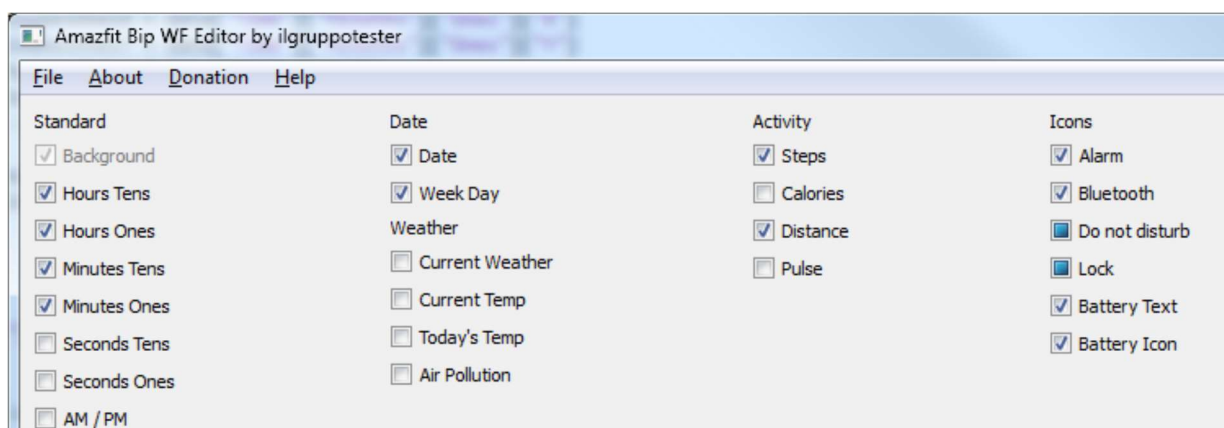 Amazfit Bip WF Editor by ilgruppotester
File About Donation Help
Standard
Background
Hours Tens
Hours Ones
Minutes Tens
Minutes Ones
Seconds Tens
Seconds Ones
AM / PM
Date
Date
Week Day
Weather
Current Weather
Current Temp
Today's Temp
Air Pollution
Activity
Steps
Calories
Distance
Pulse
Icons
Alarm
Bluetooth
Do not disturb
Lock
Battery Text
Battery Icon